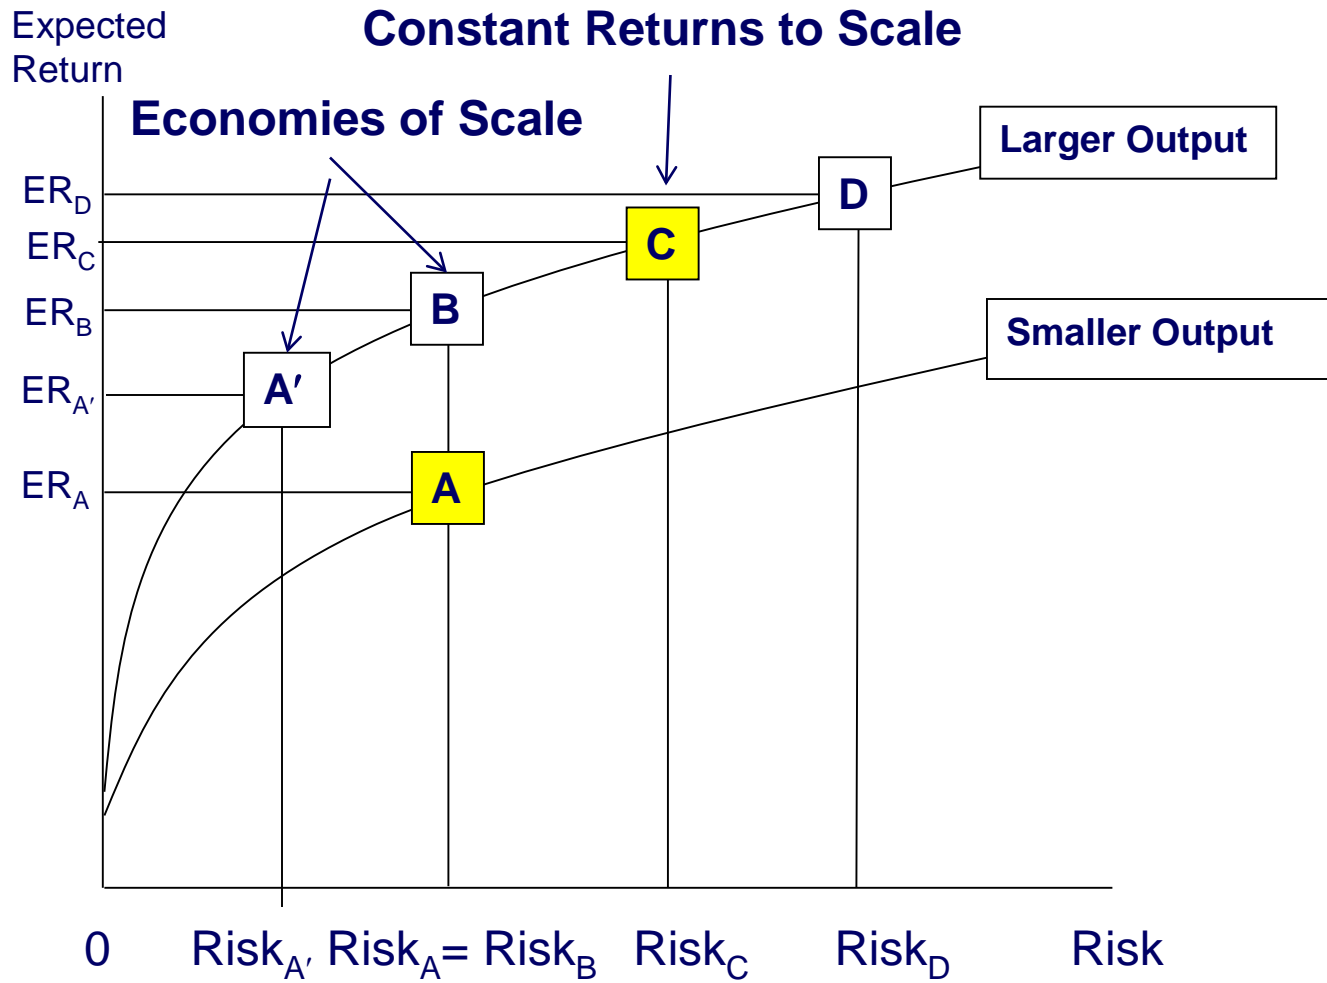 Expected
Return
Constant Returns to Scale
Economies of Scale
Larger Output
ER_D
D
ER_C
C
ER_B
B
Smaller Output
ER_A′
A′
ER_A
A
0
Risk_A′
Risk_A= Risk_B
Risk_C
Risk_D
Risk